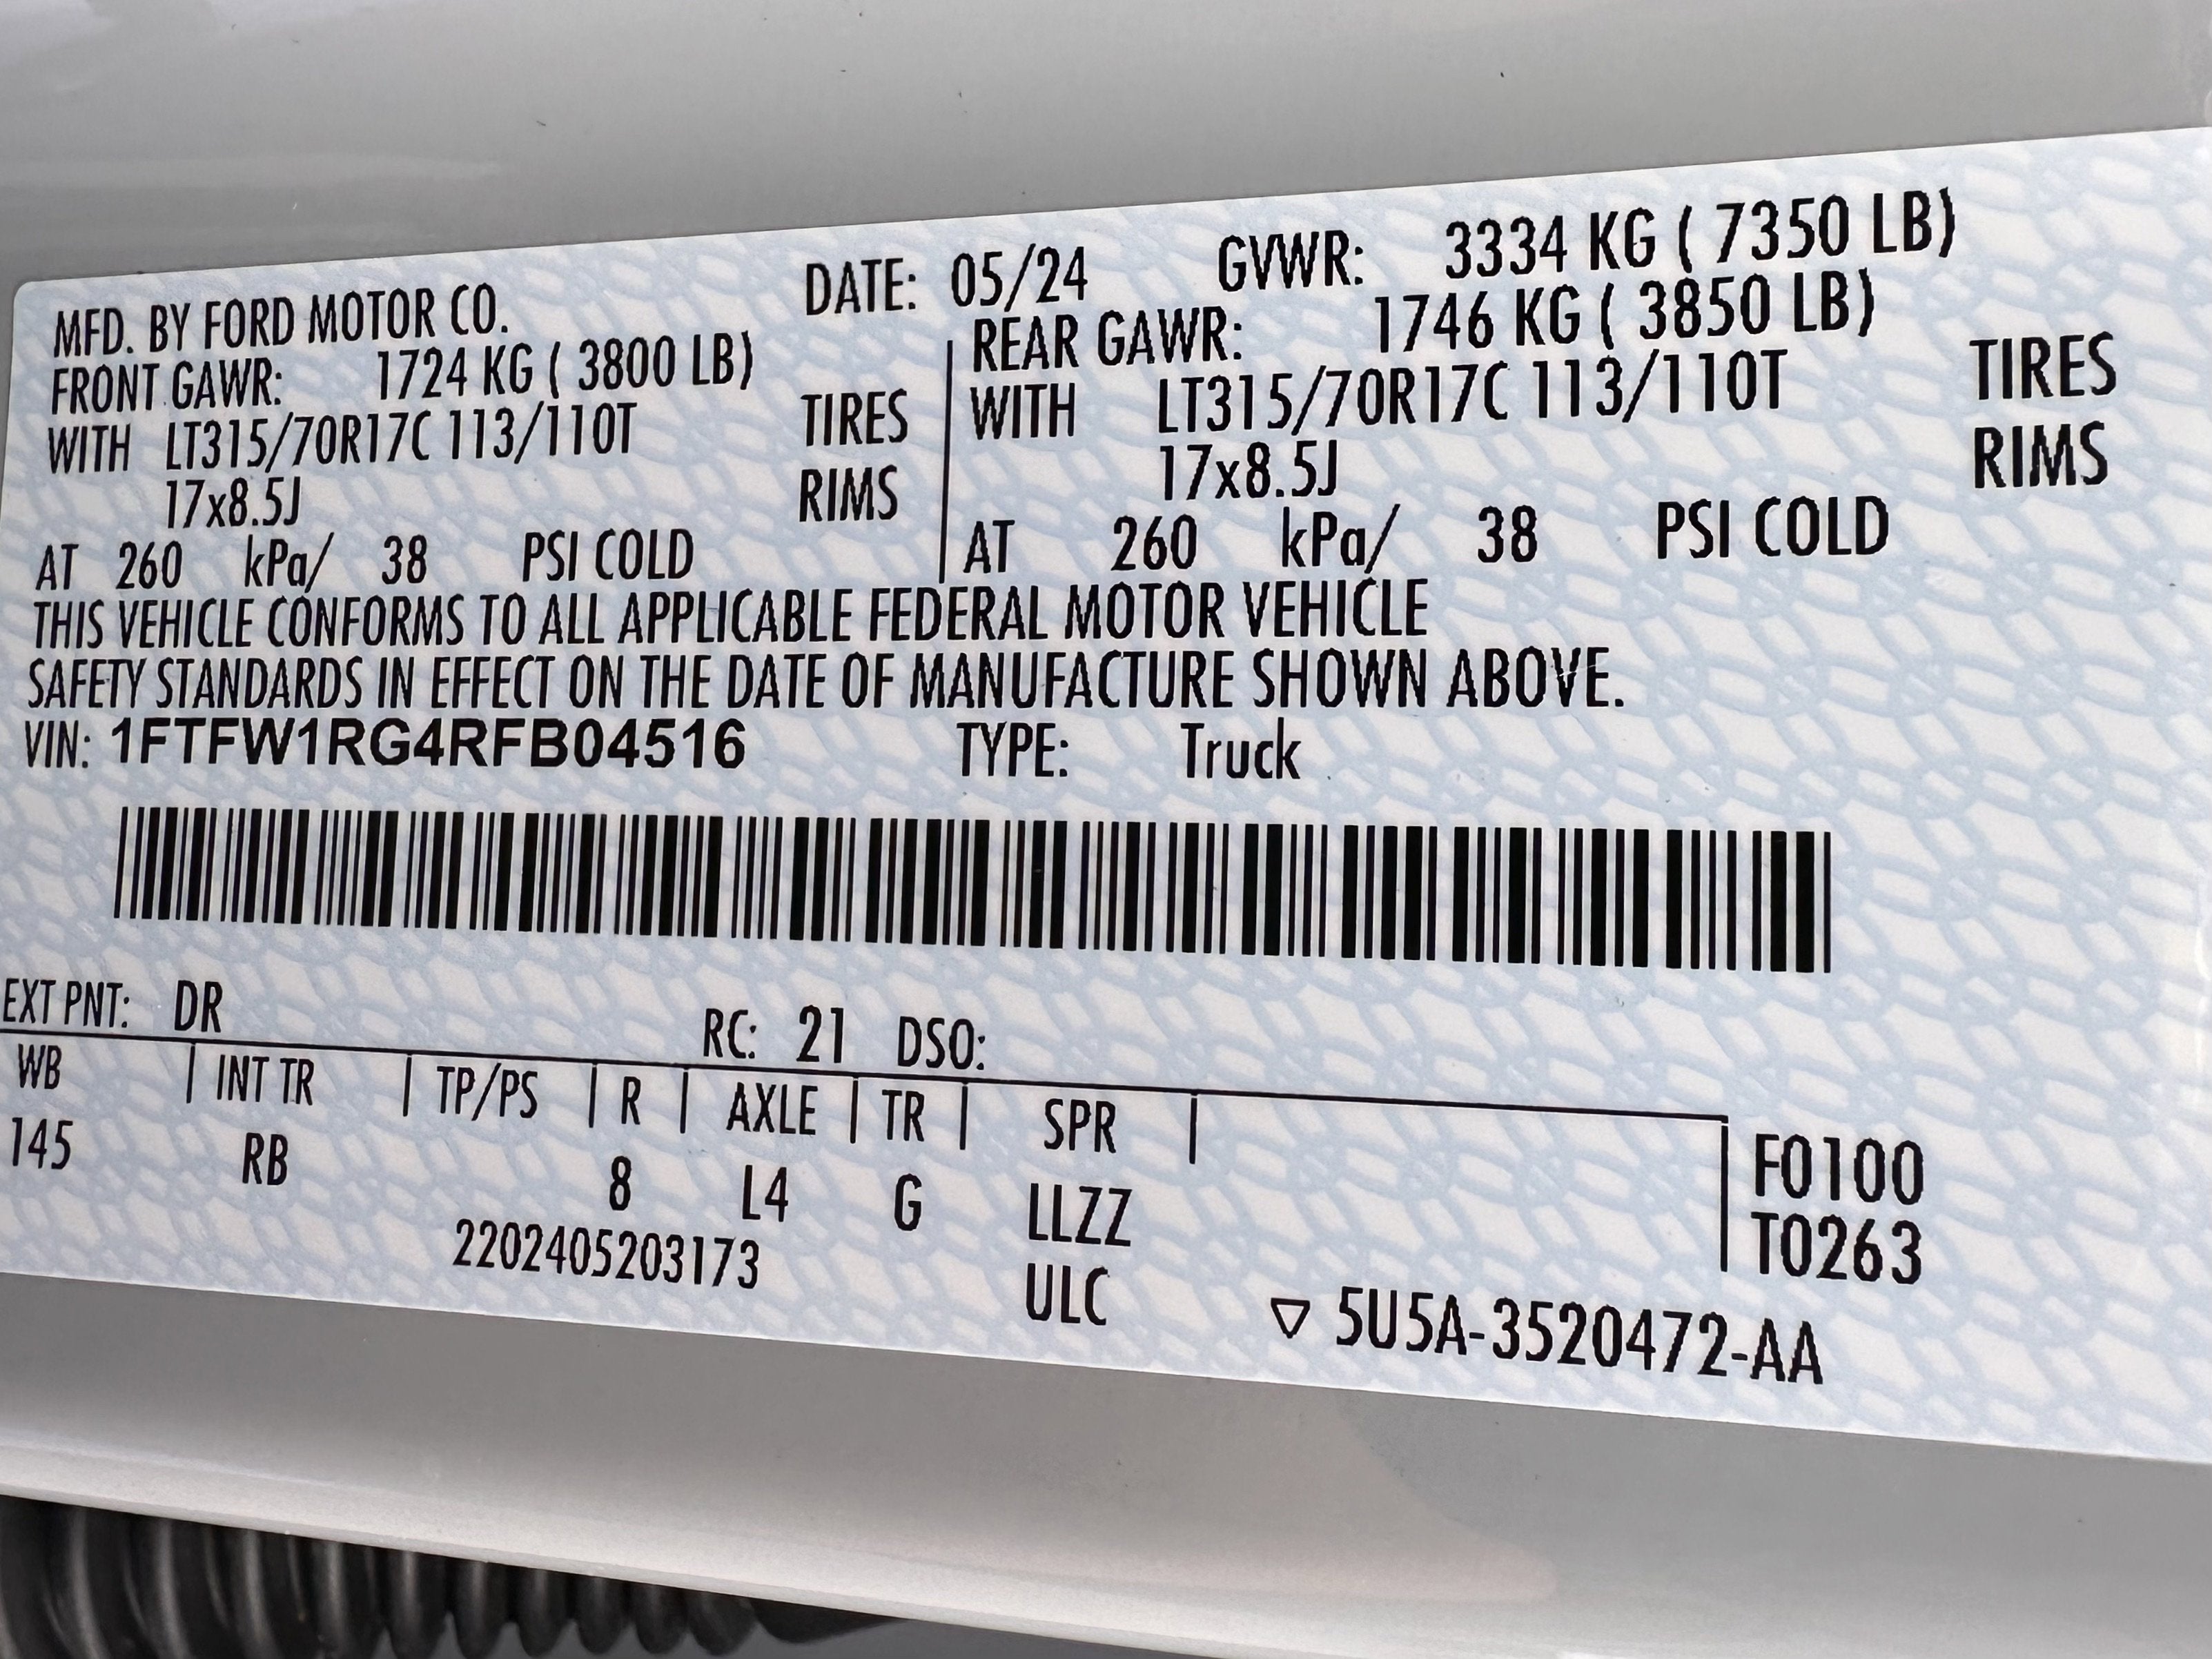 MFD. BY FORD MOTOR CO. DATE: 05/24 GVWR: 3334 KG ( 7350 LB)
FRONT GAWR: 1724 KG ( 3800 LB) REAR GAWR: 1746 KG ( 3850 LB)
WITH LT315/70R17C 113/110T TIRES WITH LT315/70R17C 113/110T TIRES
17x8.5J RIMS 17x8.5J RIMS
AT 260 kPa/ 38 PSI COLD AT 260 kPa/ 38 PSI COLD
THIS VEHICLE CONFORMS TO ALL APPLICABLE FEDERAL MOTOR VEHICLE
SAFETY STANDARDS IN EFFECT ON THE DATE OF MANUFACTURE SHOWN ABOVE.
VIN: 1FTFW1RG4RFB04516 TYPE: Truck
EXT PNT: DR RC: 21 DSO:
WB INT TR TP/PS R AXLE TR SPR
145 RB 8 L4 G LLZZ F0100
2202405203173 ULC T0263
▽ 5U5A-3520472-AA